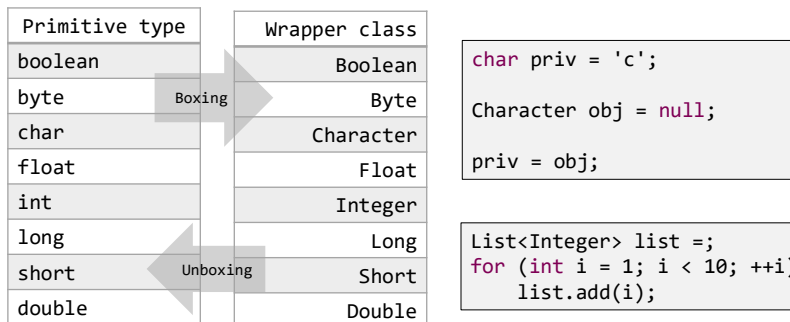 Primitive type
boolean
byte
char
float
int
long
short
double
Boxing
Unboxing
Wrapper class
Boolean
Byte
Character
Float
Integer
Long
Short
Double
char priv = 'c';
Character obj = null;
priv = obj;
List<Integer> list =;
for (int i = 1; i < 10; ++i)
    list.add(i);